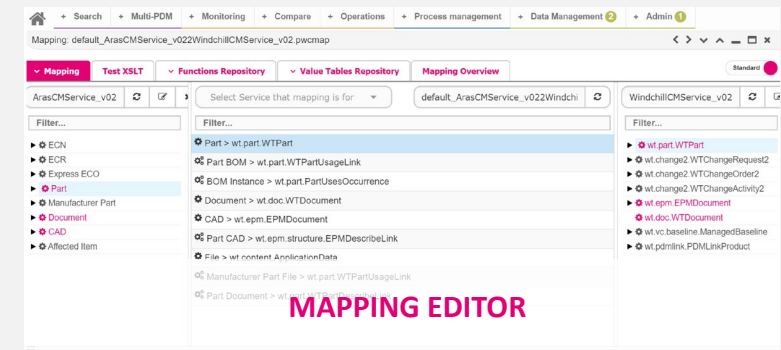 + Search + Multi-PDM + Monitoring + Compare + Operations + Process management + Data Management 2 + Admin 1
Mapping: default_ArasCMService_v022WindchillCMService_v02.pwcmap
Mapping Test XSLT Functions Repository Value Tables Repository Mapping Overview Standard
ArasCMService_v02 Select Service that mapping is for default_ArasCMService_v022Windchi WindchillCMService_v02
Filter... Filter... Filter...
ECN
ECR
Express ECO
Part
Manufacturer Part
Document
CAD
Affected Item
Part > wt.part.WTPart
Part BOM > wt.part.WTPartUsageLink
BOM Instance > wt.part.PartUsesOccurrence
Document > wt.doc.WTDocument
CAD > wt.epm.EPMDocument
Part CAD > wt.epm.structure.EPMDescribeLink
File > wt.content.ApplicationData
Manufacturer Part File > wt.part.WTPartUsageLink
Part Document > wt.part.WTPartDescribeLink
wt.part.WTPart
wt.change2.WTChangeRequest2
wt.change2.WTChangeOrder2
wt.change2.WTChangeActivity2
wt.epm.EPMDocument
wt.doc.WTDocument
wt.vc.baseline.ManagedBaseline
wt.pdmlink.PDMLinkProduct
MAPPING EDITOR